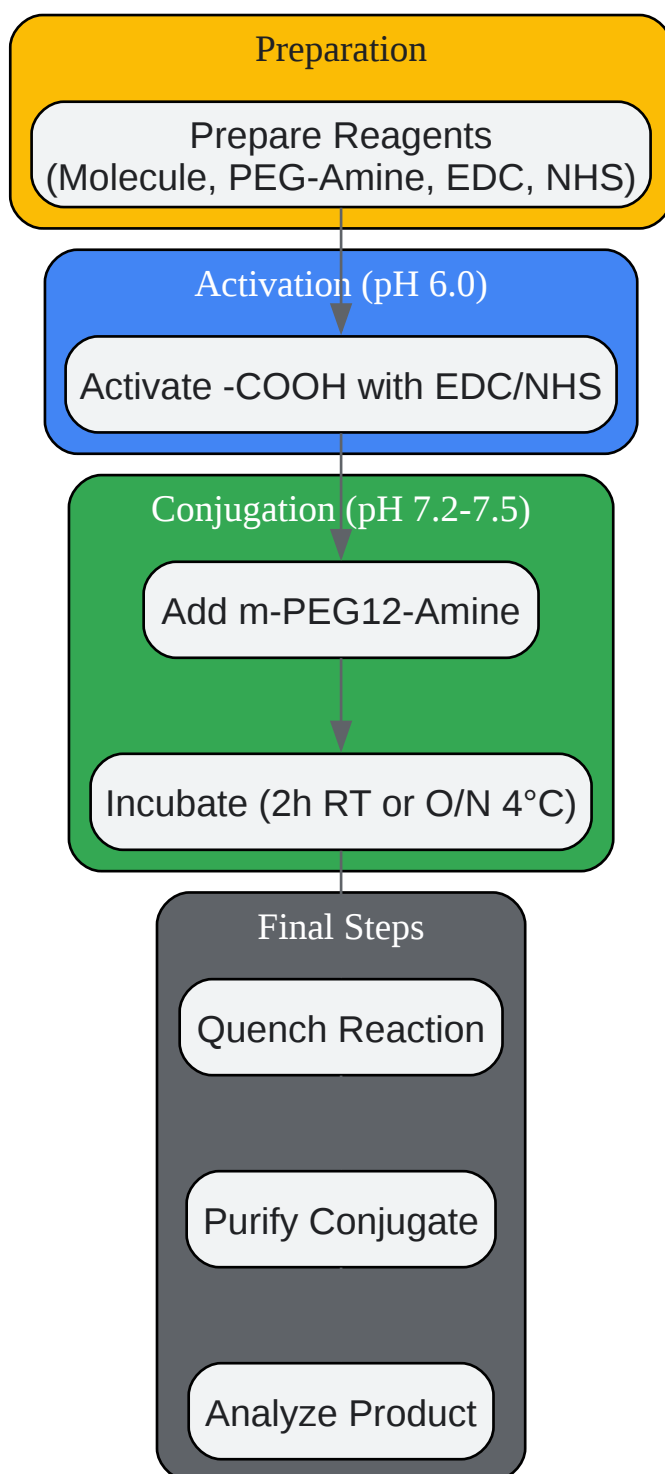 Preparation
Prepare Reagents
(Molecule, PEG-Amine, EDC, NHS)
Activation (pH 6.0)
Activate -COOH with EDC/NHS
Conjugation (pH 7.2-7.5)
Add m-PEG12-Amine
Incubate (2h RT or O/N 4°C)
Final Steps
Quench Reaction
Purify Conjugate
Analyze Product